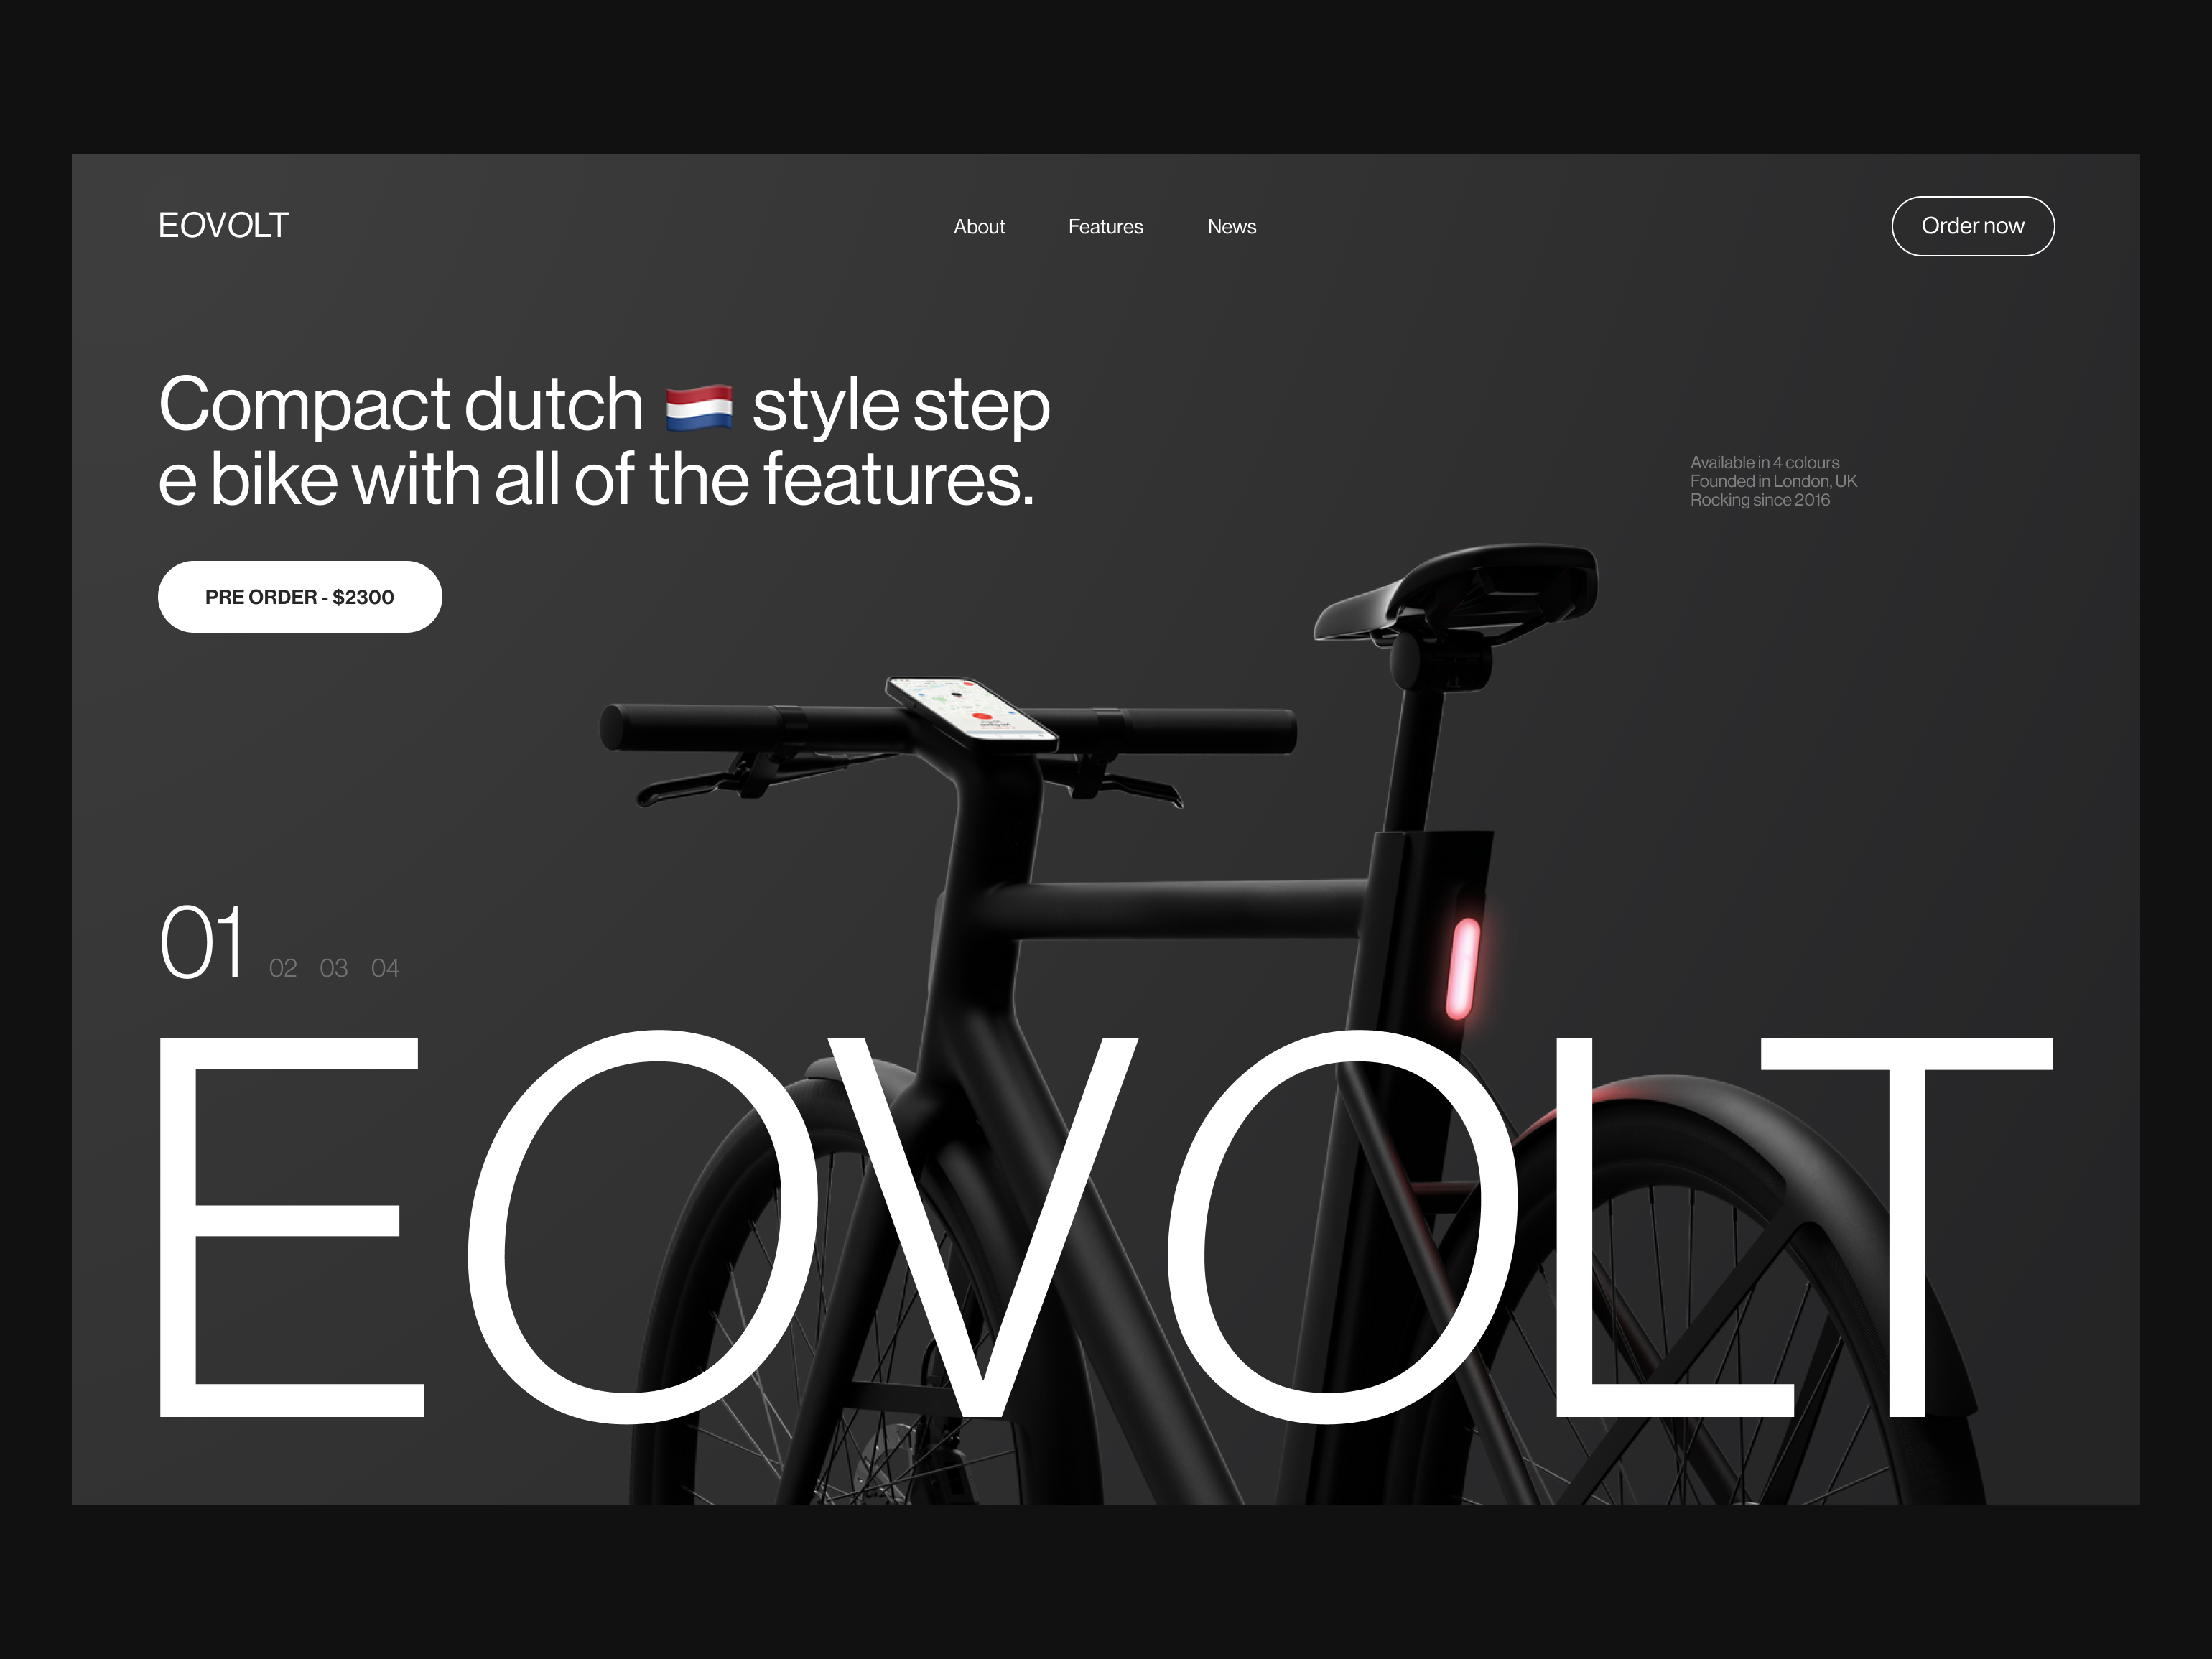 EOVOLT
About Features News
Order now
Compact dutch 🇳🇱 style step
e bike with all of the features.
Available in 4 colours
Founded in London, UK
Rocking since 2016
PRE ORDER - $2300
01 02 03 04
EOVOLT